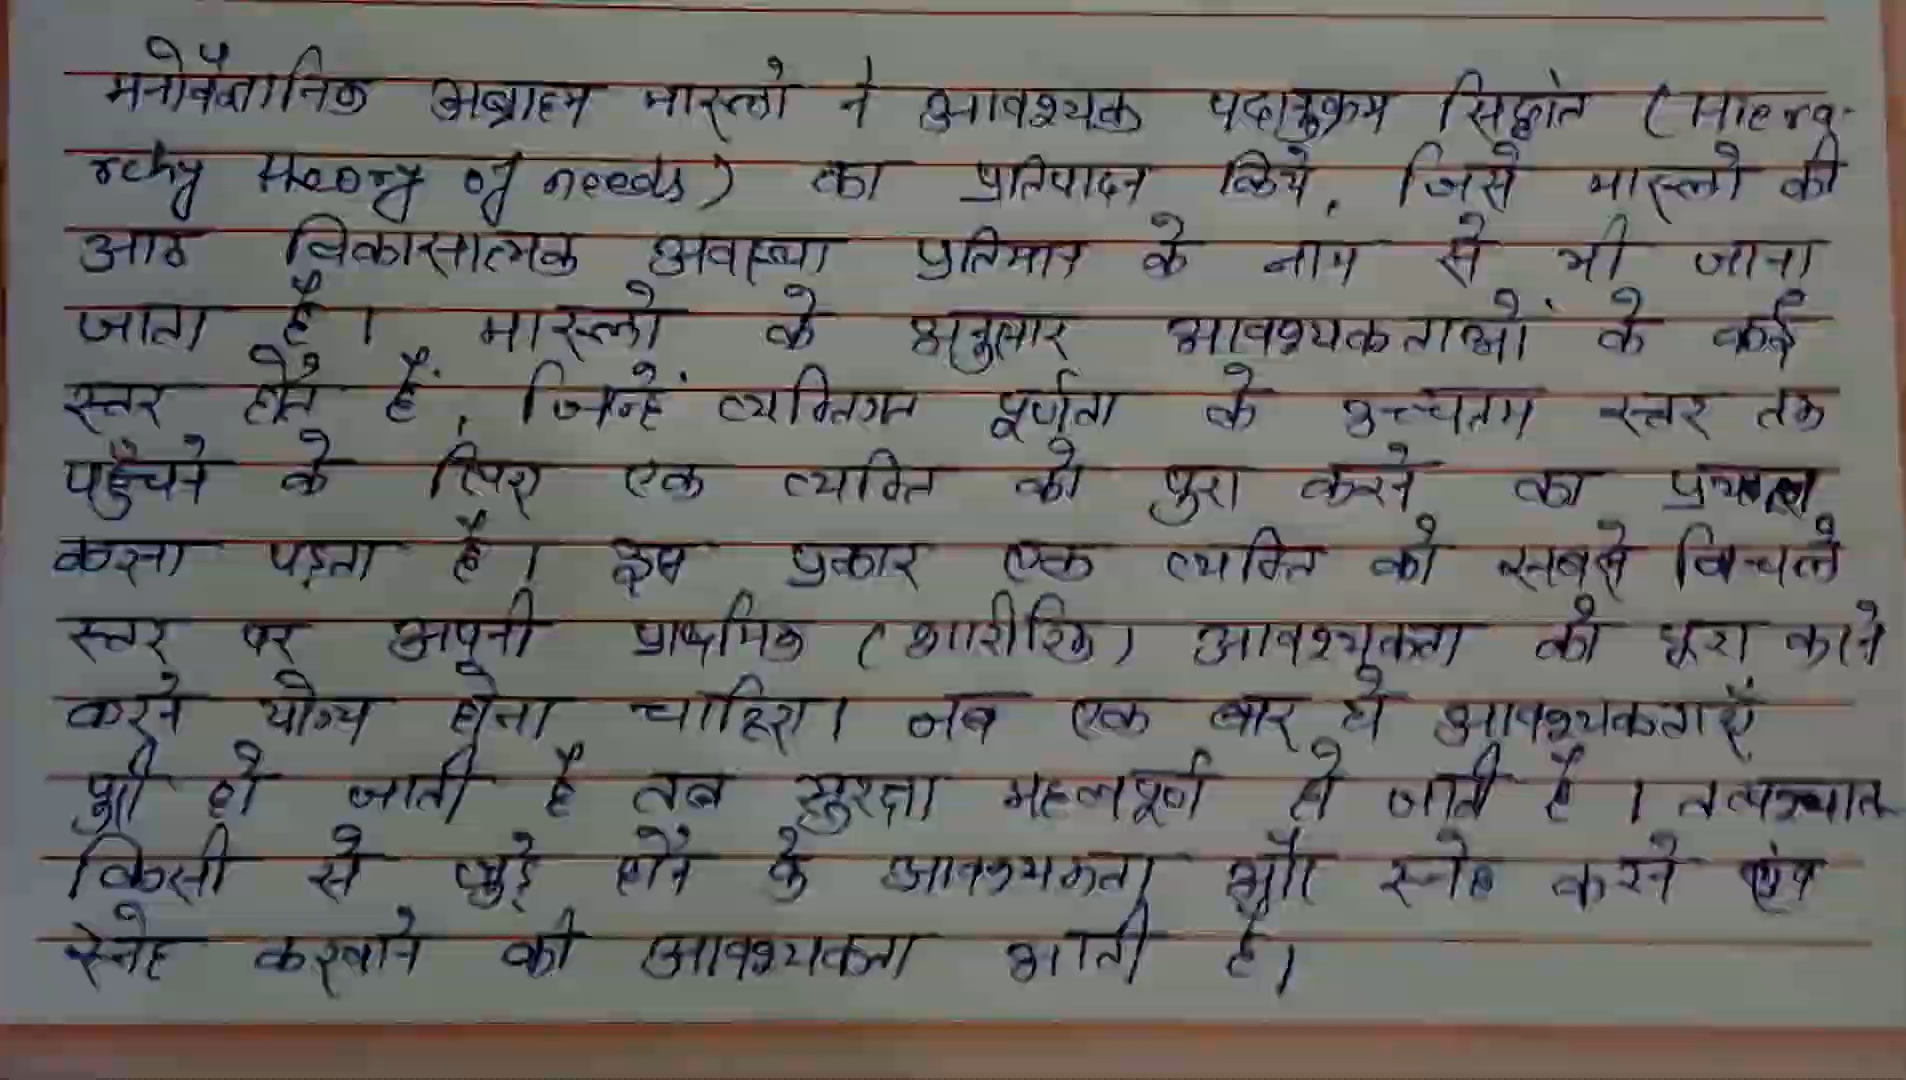 मनोवैज्ञानिक अब्राहम मास्लो ने आवश्यक पदानुक्रम सिद्धांत (Hiera-
rchy theory of needs) का प्रतिपादन किये, जिसे मास्लो की
आठ विकासात्मक अवस्था प्रतिमान के नाम से भी जाना
जाता है। मास्लो के अनुसार आवश्यकताओं के कई
स्तर होते हैं, जिन्हें व्यक्तिगत पूर्णता के उच्चतम स्तर तक
पहुँचने के लिए एक व्यक्ति को पुरा करने का प्रयत्न
करना पड़ता है। इस प्रकार एक व्यक्ति को सबसे निचले
स्तर पर अपनी प्राथमिक (शारीरिक) आवश्यकता को पूरा करने
करने योग्य होना चाहिए। जब एक बार ये आवश्यकताएँ
पुरी हो जाती है तब सुरक्षा महत्वपूर्ण हो जाती है। तत्पश्चात
किसी से जुड़े होने के आवश्यकता और स्नेह करने एंव
स्नेह करवाने की आवश्यकता आती है।